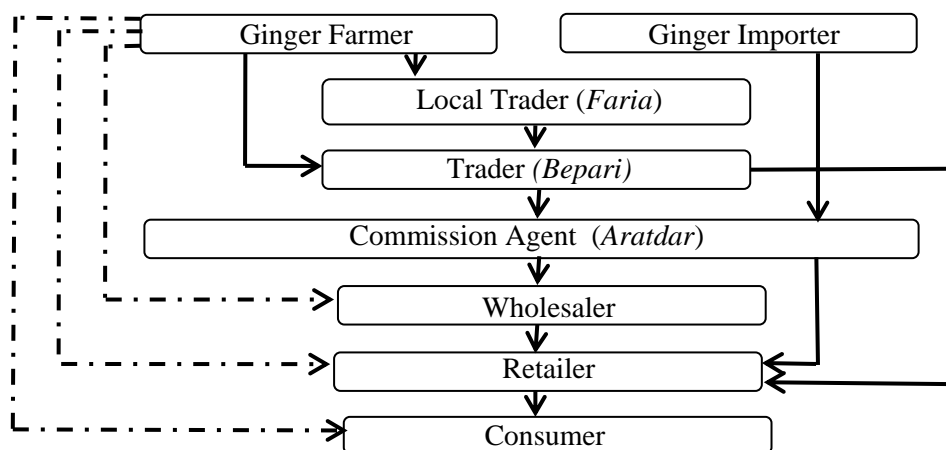 Ginger Farmer
Ginger Importer
Local Trader (Faria)
Trader (Bepari)
Commission Agent (Aratdar)
Wholesaler
Retailer
Consumer